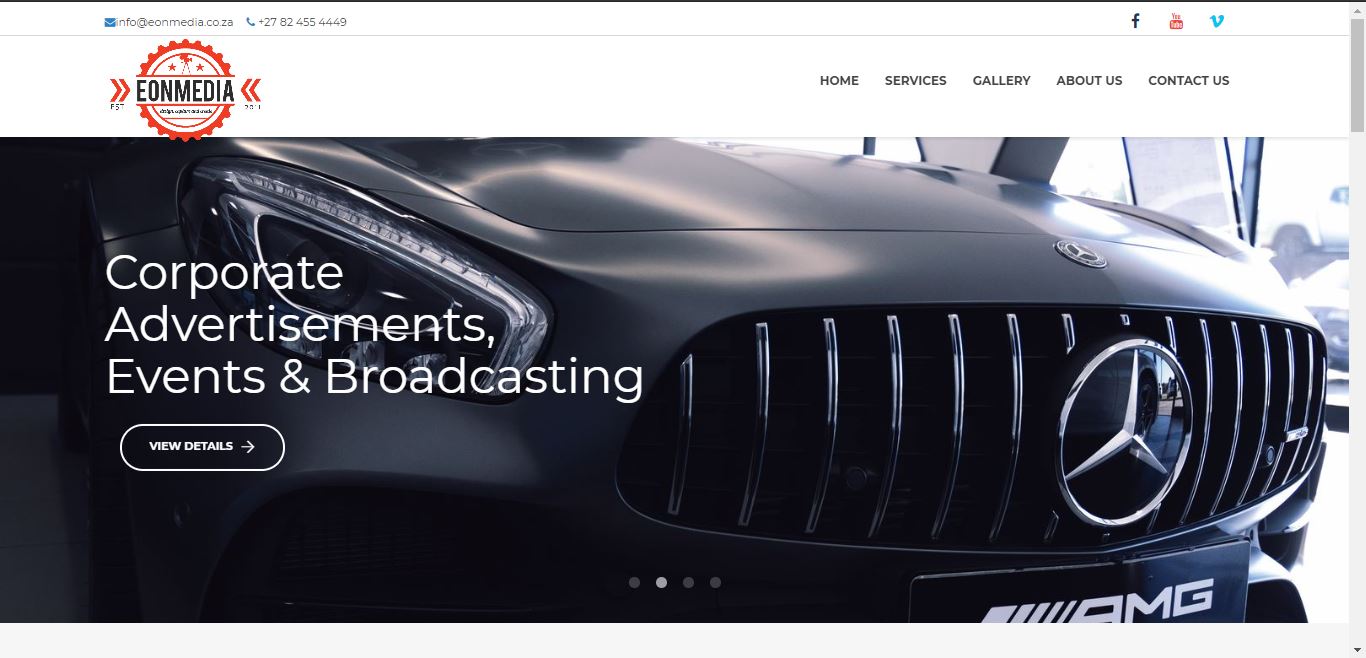 info@eonmedia.co.za +27 82 455 4449
You
Tube
EONMEDIA
EST 2011
HOME SERVICES GALLERY ABOUT US CONTACT US
Corporate
Advertisements,
Events & Broadcasting
VIEW DETAILS
AMG